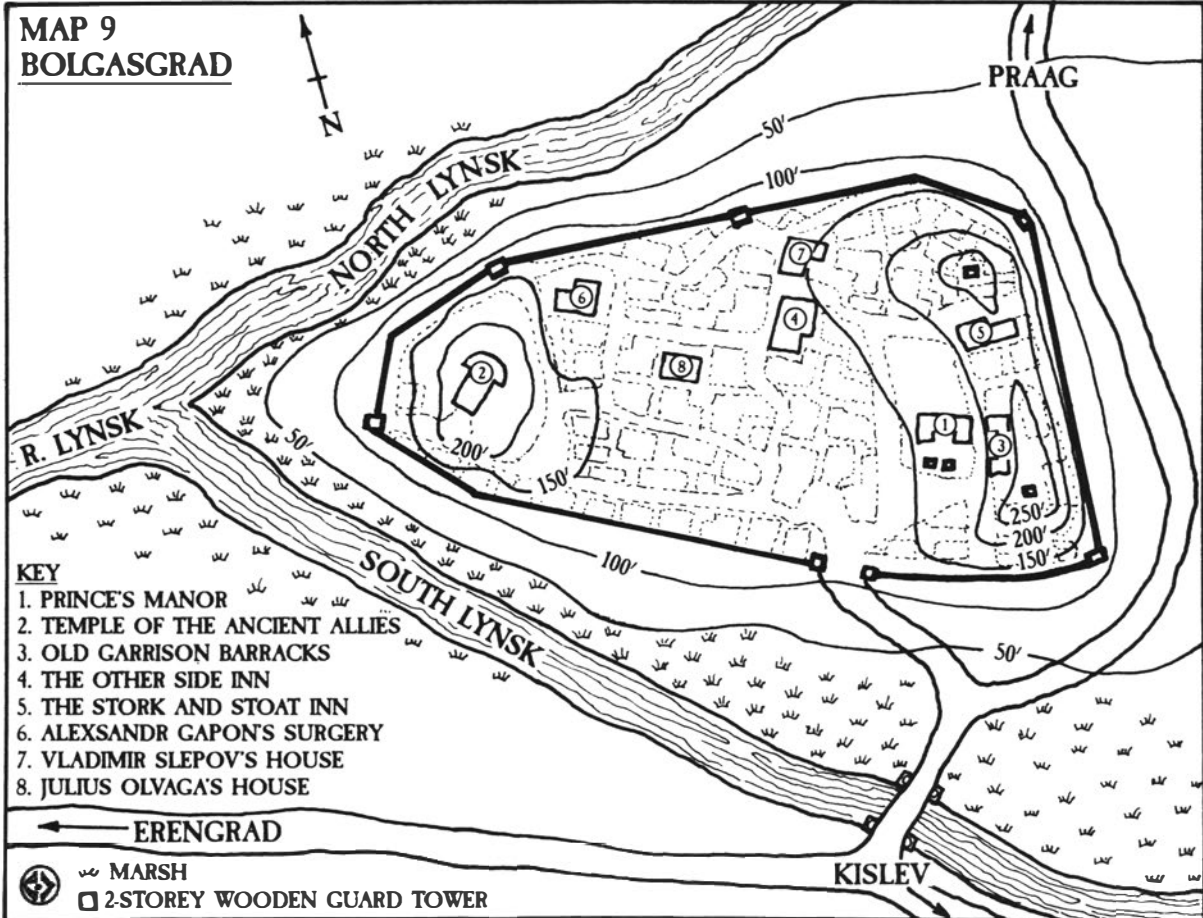 MAP 9
BOLGASGRAD
N
PRAAG
50'
100'
NORTH LYNSK
7
6
4
5
8
2
1
3
R. LYNSK
50'
200'
150'
250'
200'
150'
100'
SOUTH LYNSK
50'
KEY
1. PRINCE'S MANOR
2. TEMPLE OF THE ANCIENT ALLIES
3. OLD GARRISON BARRACKS
4. THE OTHER SIDE INN
5. THE STORK AND STOAT INN
6. ALEXSANDR GAPON'S SURGERY
7. VLADIMIR SLEPOV'S HOUSE
8. JULIUS OLVAGA'S HOUSE
ERENGRAD
KISLEV
MARSH
2-STOREY WOODEN GUARD TOWER